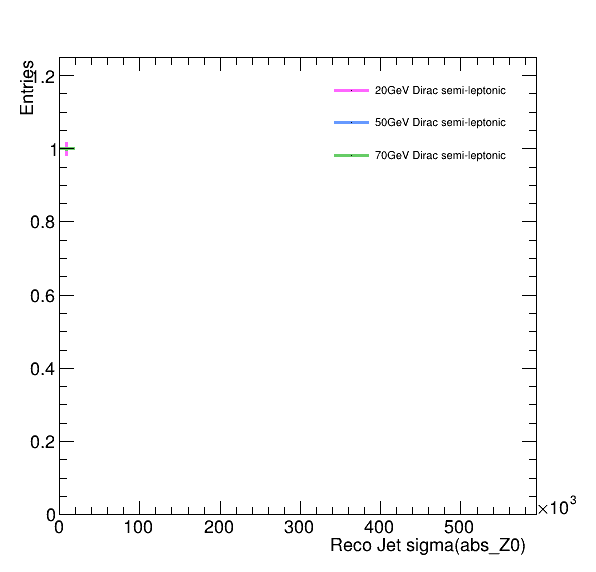 Entries
1.2
1
0.8
0.6
0.4
0.2
0
20GeV Dirac semi-leptonic
50GeV Dirac semi-leptonic
70GeV Dirac semi-leptonic
0 100 200 300 400 500
×10³
Reco Jet sigma(abs_Z0)